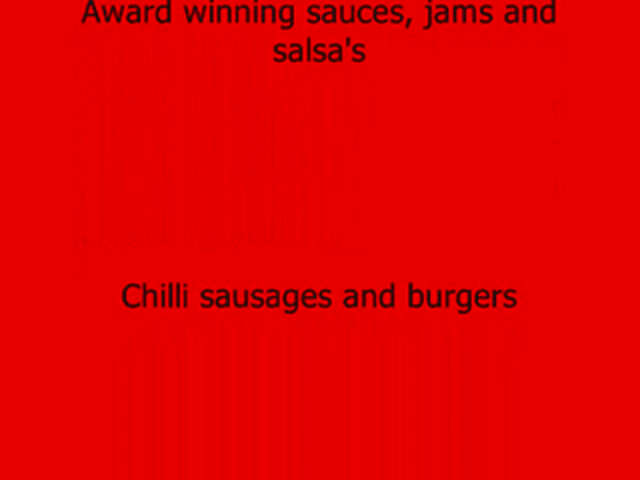 Award winning sauces, jams and
salsa's
Chilli sausages and burgers